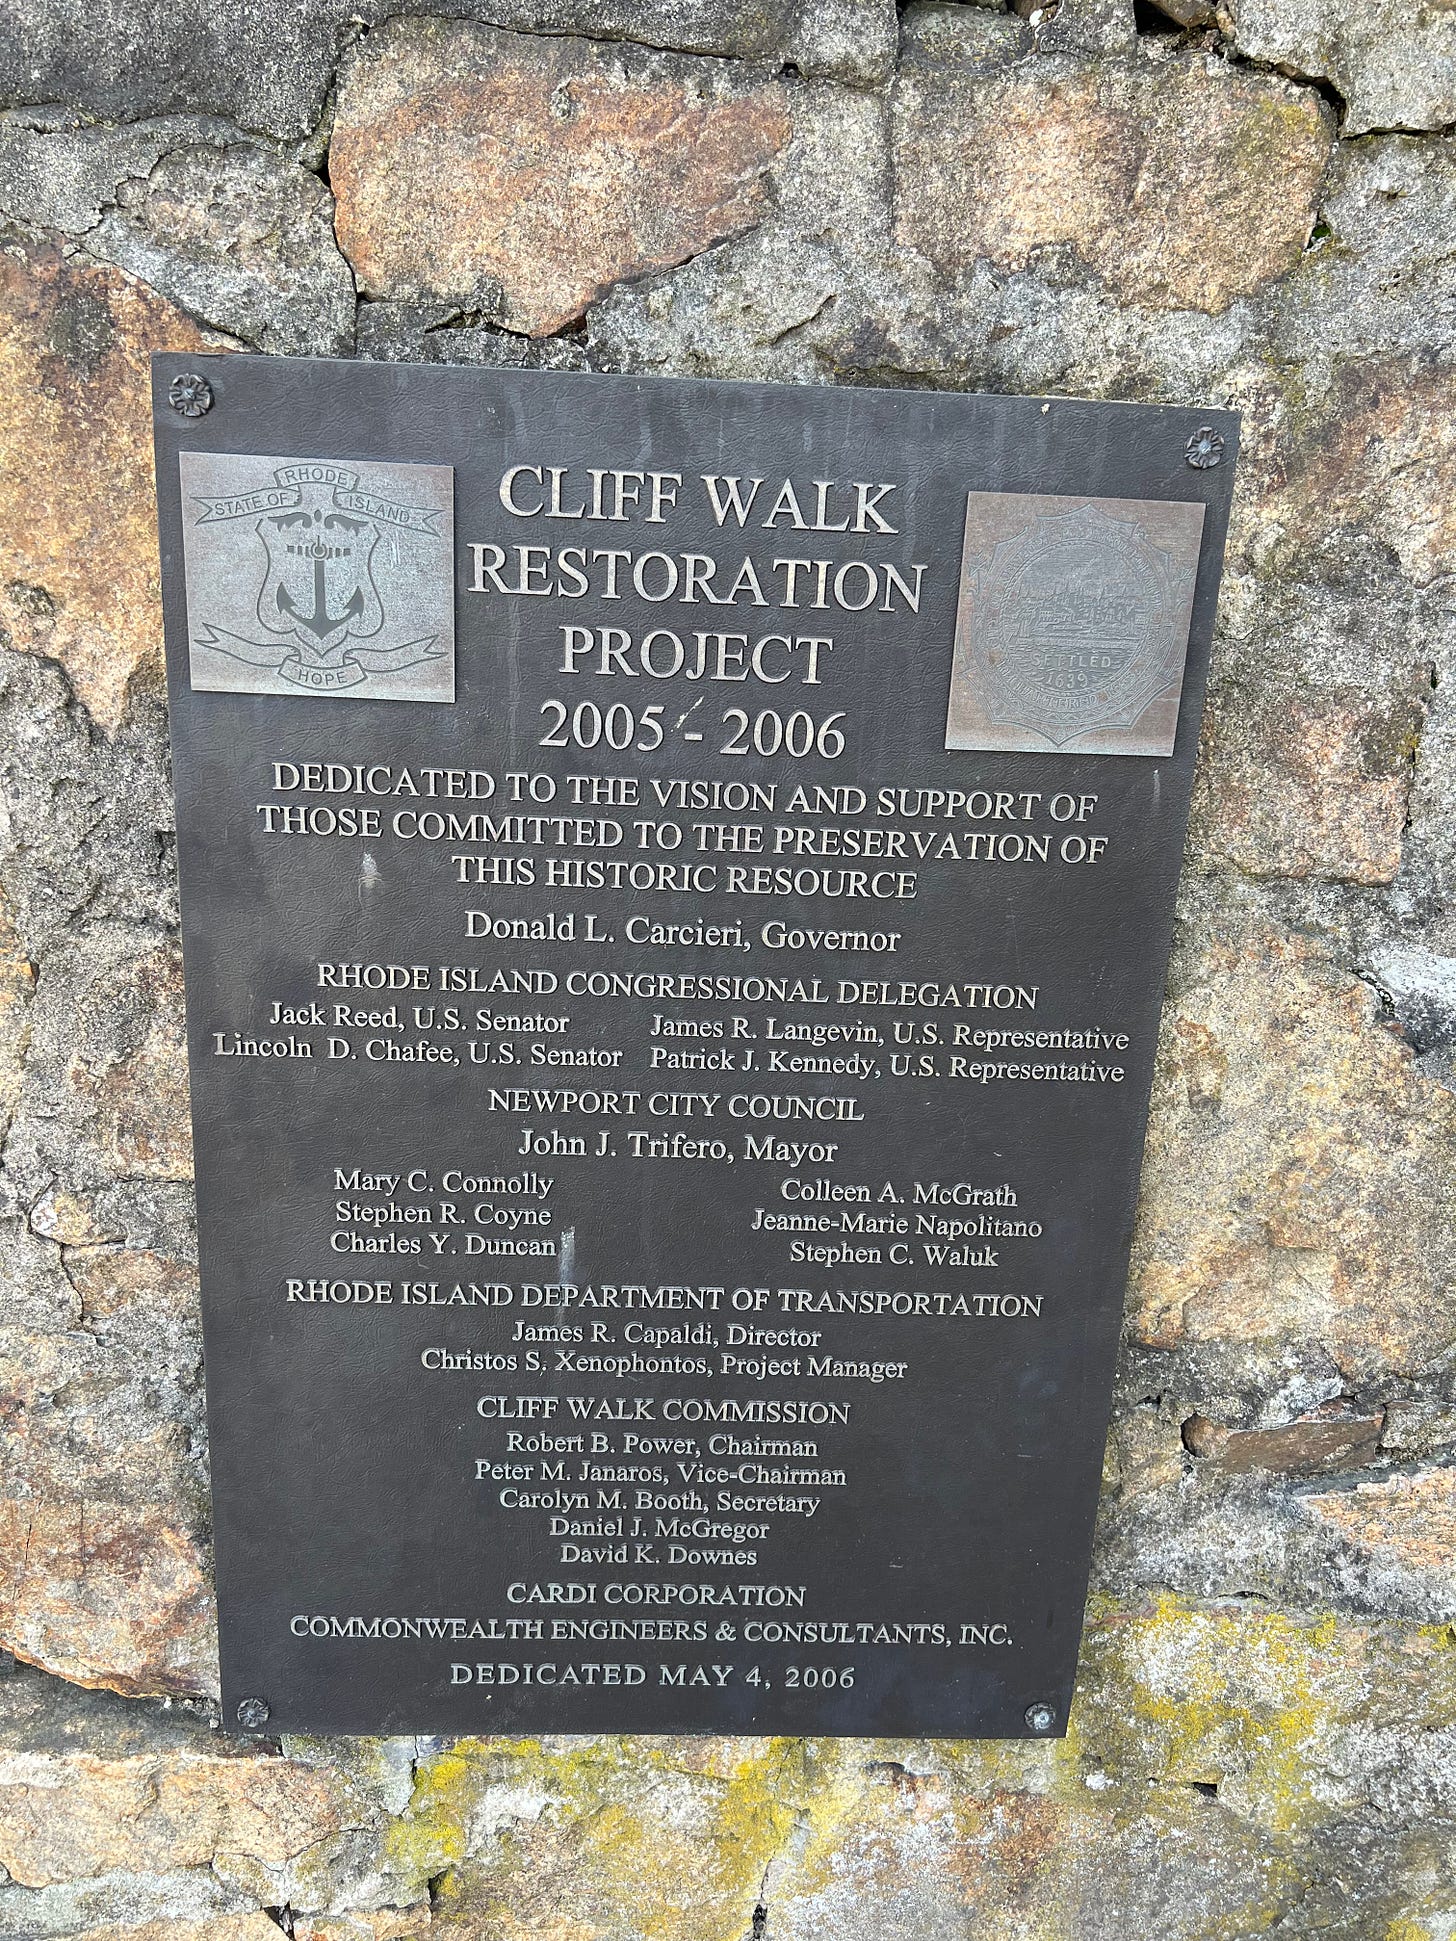 STATE OF RHODE ISLAND
HOPE
CLIFF WALK
RESTORATION
PROJECT
2005 - 2006
SETTLED
1639
DEDICATED TO THE VISION AND SUPPORT OF
THOSE COMMITTED TO THE PRESERVATION OF
THIS HISTORIC RESOURCE
Donald L. Carcieri, Governor
RHODE ISLAND CONGRESSIONAL DELEGATION
Jack Reed, U.S. Senator James R. Langevin, U.S. Representative
Lincoln D. Chafee, U.S. Senator Patrick J. Kennedy, U.S. Representative
NEWPORT CITY COUNCIL
John J. Trifero, Mayor
Mary C. Connolly Colleen A. McGrath
Stephen R. Coyne Jeanne-Marie Napolitano
Charles Y. Duncan Stephen C. Waluk
RHODE ISLAND DEPARTMENT OF TRANSPORTATION
James R. Capaldi, Director
Christos S. Xenophontos, Project Manager
CLIFF WALK COMMISSION
Robert B. Power, Chairman
Peter M. Janaros, Vice-Chairman
Carolyn M. Booth, Secretary
Daniel J. McGregor
David K. Downes
CARDI CORPORATION
COMMONWEALTH ENGINEERS & CONSULTANTS, INC.
DEDICATED MAY 4, 2006